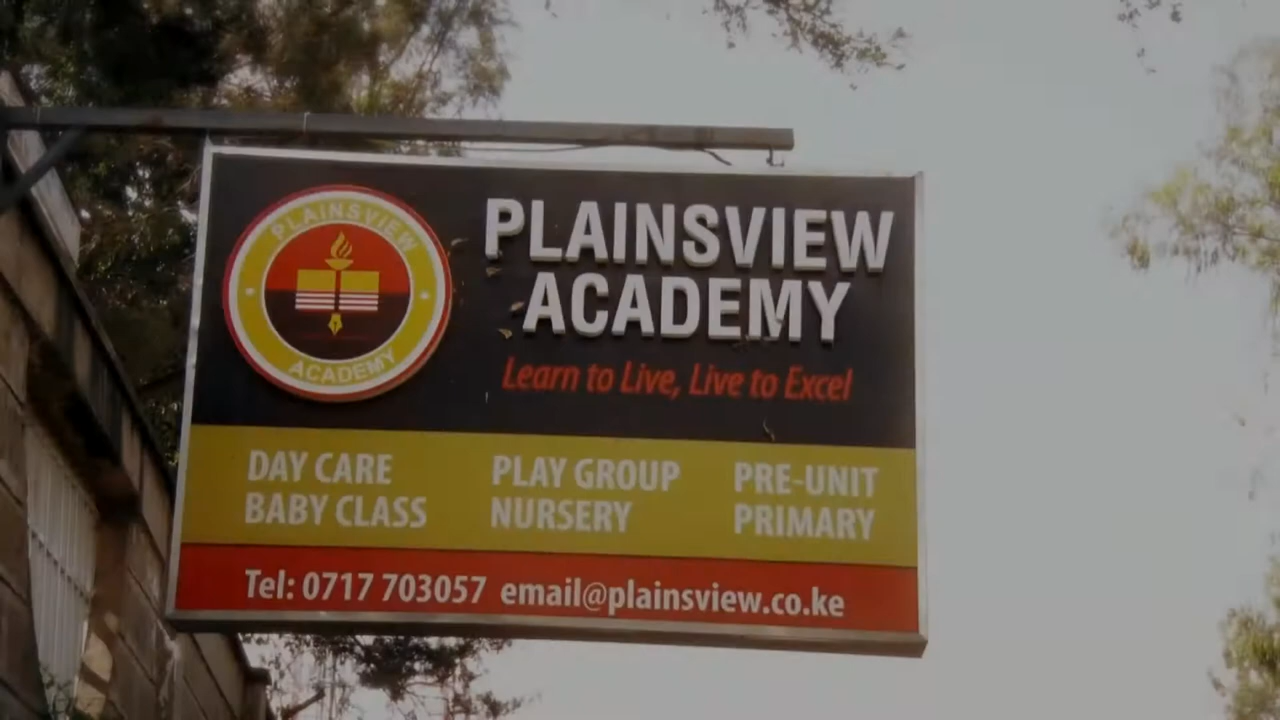 PLAINSVIEW
ACADEMY
PLAINSVIEW
ACADEMY
Learn to Live, Live to Excel
DAY CARE
BABY CLASS
PLAY GROUP
NURSERY
PRE-UNIT
PRIMARY
Tel: 0717 703057 email@plainsview.co.ke